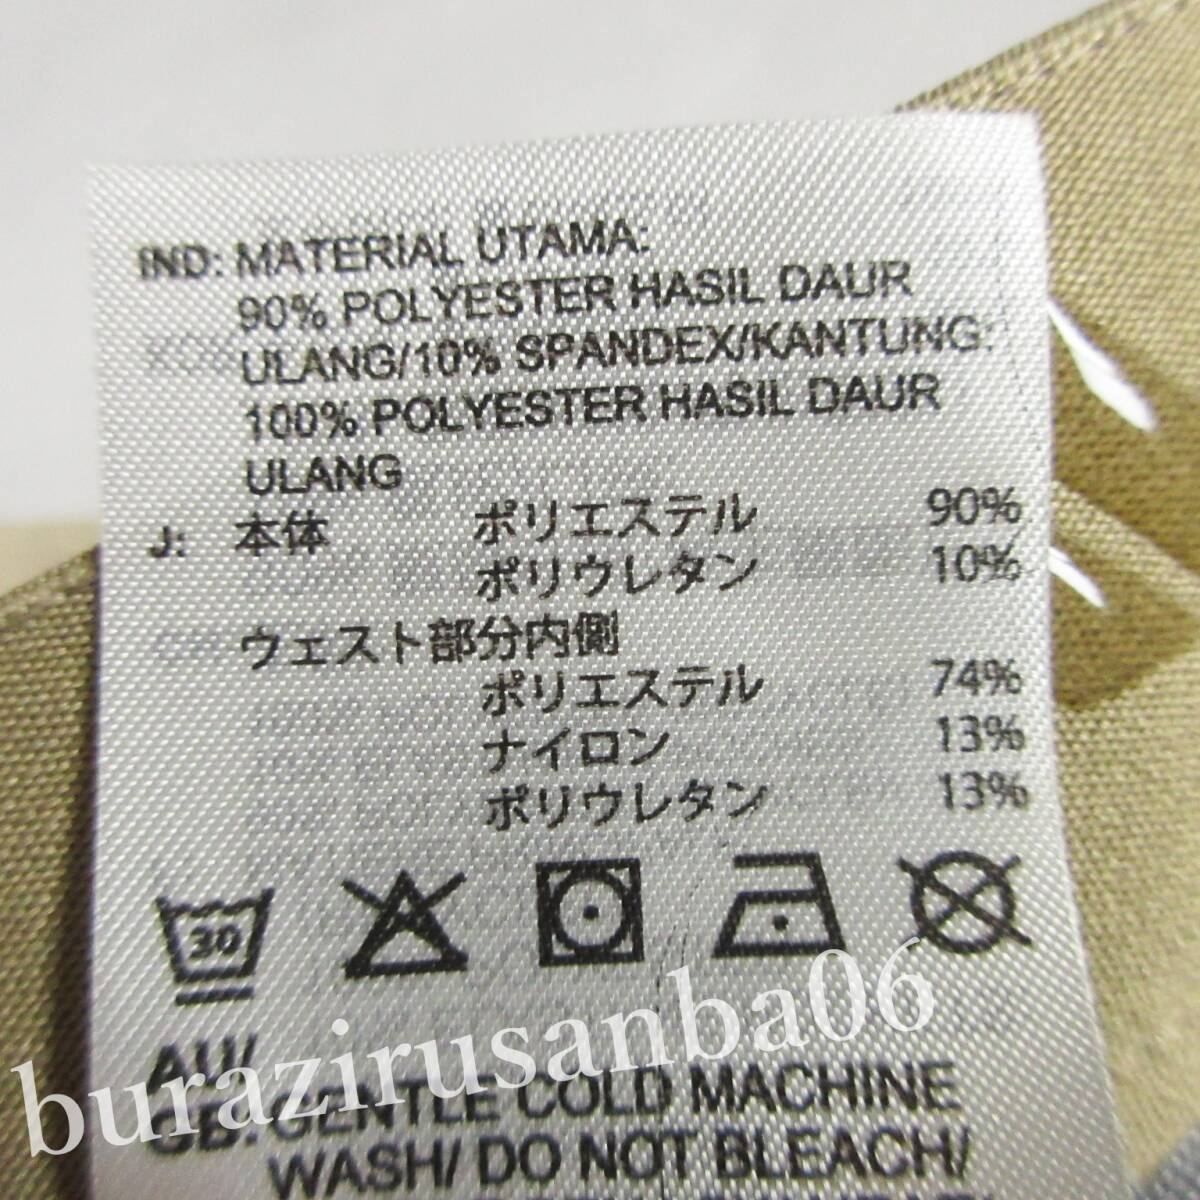 IND: MATERIAL UTAMA:
90% POLYESTER HASIL DAUR
ULANG/10% SPANDEX/KANTUNG:
100% POLYESTER HASIL DAUR
ULANG
J: 本体 ポリエステル 90%
ポリウレタン 10%
ウェスト部分内側
ポリエステル 74%
ナイロン 13%
ポリウレタン 13%
30
AU/
GB: GENTLE COLD MACHINE
WASH/ DO NOT BLEACH/
burazirusanba06